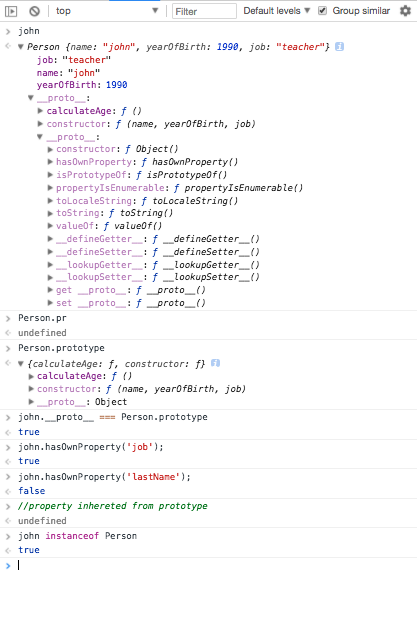 top Filter Default levels Group similar
john
Person {name: "john", yearOfBirth: 1990, job: "teacher"}
job: "teacher"
name: "john"
yearOfBirth: 1990
__proto__:
calculateAge: ƒ ()
constructor: ƒ (name, yearOfBirth, job)
__proto__:
constructor: ƒ Object()
hasOwnProperty: ƒ hasOwnProperty()
isPrototypeOf: ƒ isPrototypeOf()
propertyIsEnumerable: ƒ propertyIsEnumerable()
toLocaleString: ƒ toLocaleString()
toString: ƒ toString()
valueOf: ƒ valueOf()
__defineGetter__: ƒ __defineGetter__()
__defineSetter__: ƒ __defineSetter__()
__lookupGetter__: ƒ __lookupGetter__()
__lookupSetter__: ƒ __lookupSetter__()
get __proto__: ƒ __proto__()
set __proto__: ƒ __proto__()
Person.pr
undefined
Person.prototype
{calculateAge: ƒ, constructor: ƒ}
calculateAge: ƒ ()
constructor: ƒ (name, yearOfBirth, job)
__proto__: Object
john.__proto__ === Person.prototype
true
john.hasOwnProperty('job');
true
john.hasOwnProperty('lastName');
false
//property inhereted from prototype
undefined
john instanceof Person
true